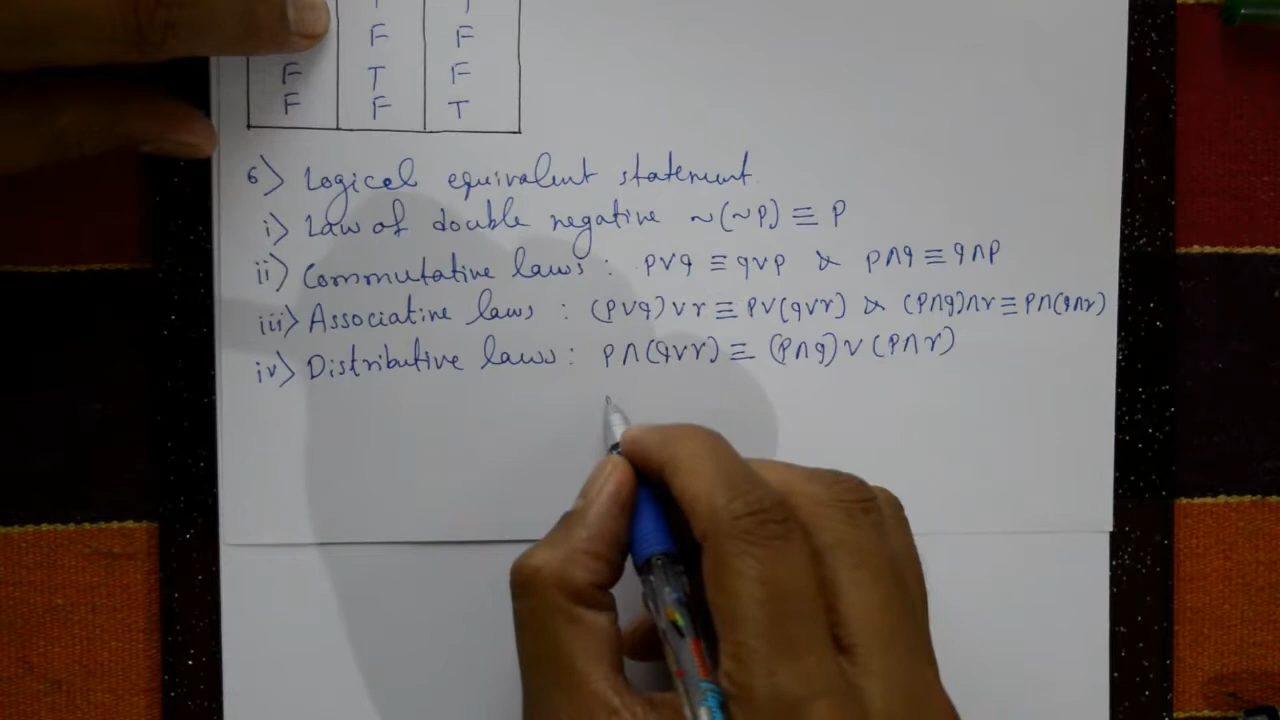 F F
F T F
F F T
6) Logical equivalent statement
i) Law of double negative ~(~p) ≡ p
ii) Commutative laws : p∨q ≡ q∨p & p∧q ≡ q∧p
iii) Associative laws : (p∨q)∨r ≡ p∨(q∨r) & (p∧q)∧r ≡ p∧(q∧r)
iv) Distributive laws : p∧(q∨r) ≡ (p∧q)∨(p∧r)